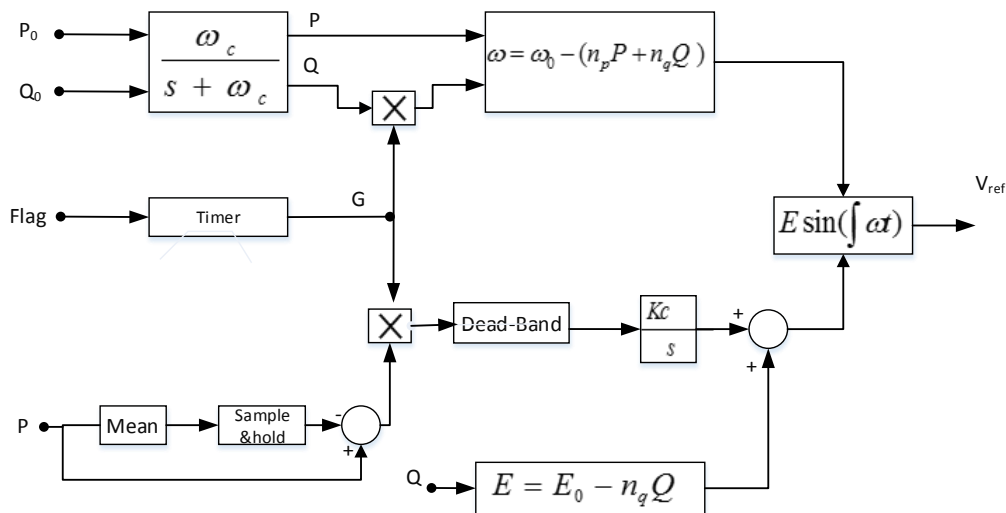 P₀
Q₀
ω_c
s + ω_c
P
Q
ω = ω₀ − (n_p P + n_q Q )
X
Flag
Timer
G
V_ref
E sin(∫ ωt)
X
Dead-Band
Kc
s
+
+
P
Mean
Sample
&hold
-
+
Q
E = E₀ − n_q Q